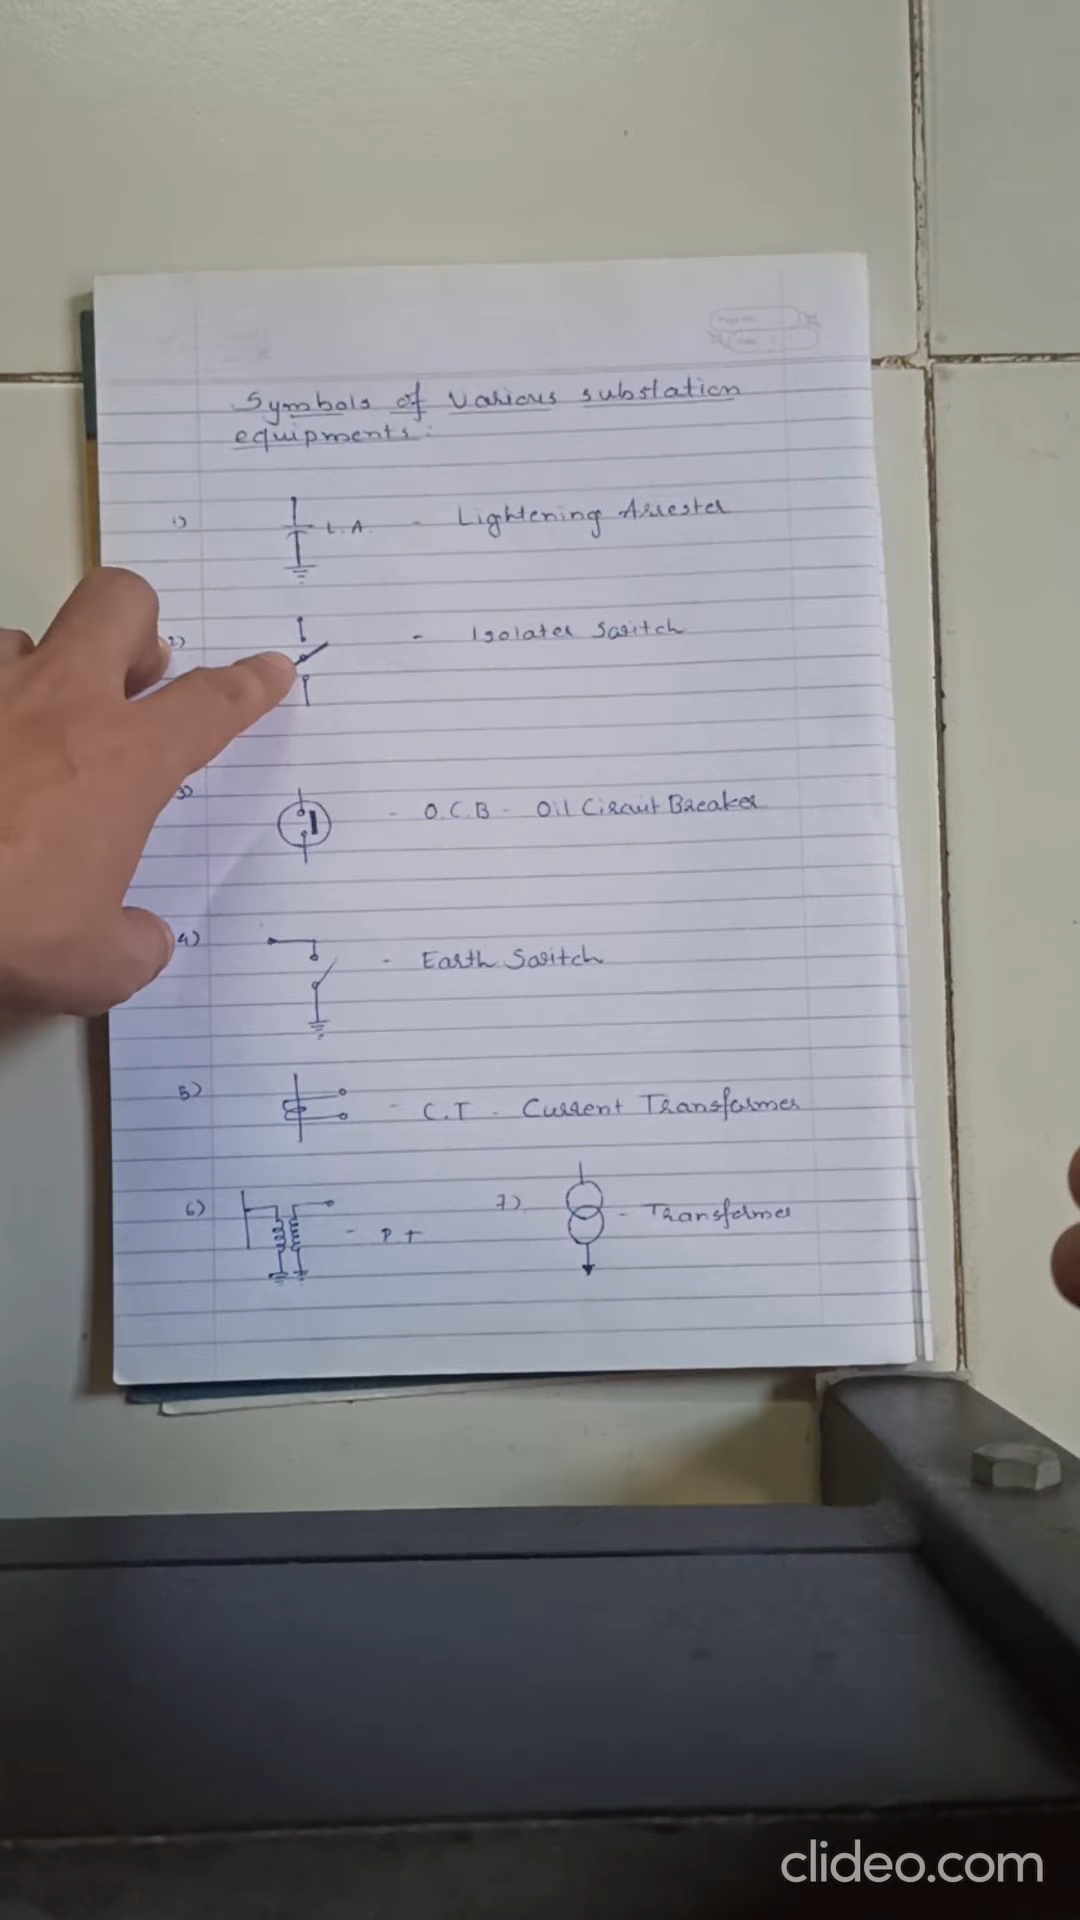 Symbols of various substation
equipments:
1) L.A. - Lightening Arrester
2) - Isolater Switch
3) - O.C.B - Oil Circuit Breaker
4) - Earth Switch
5) - C.T - Current Transformer
6) - PT 7) - Transformer
clideo.com